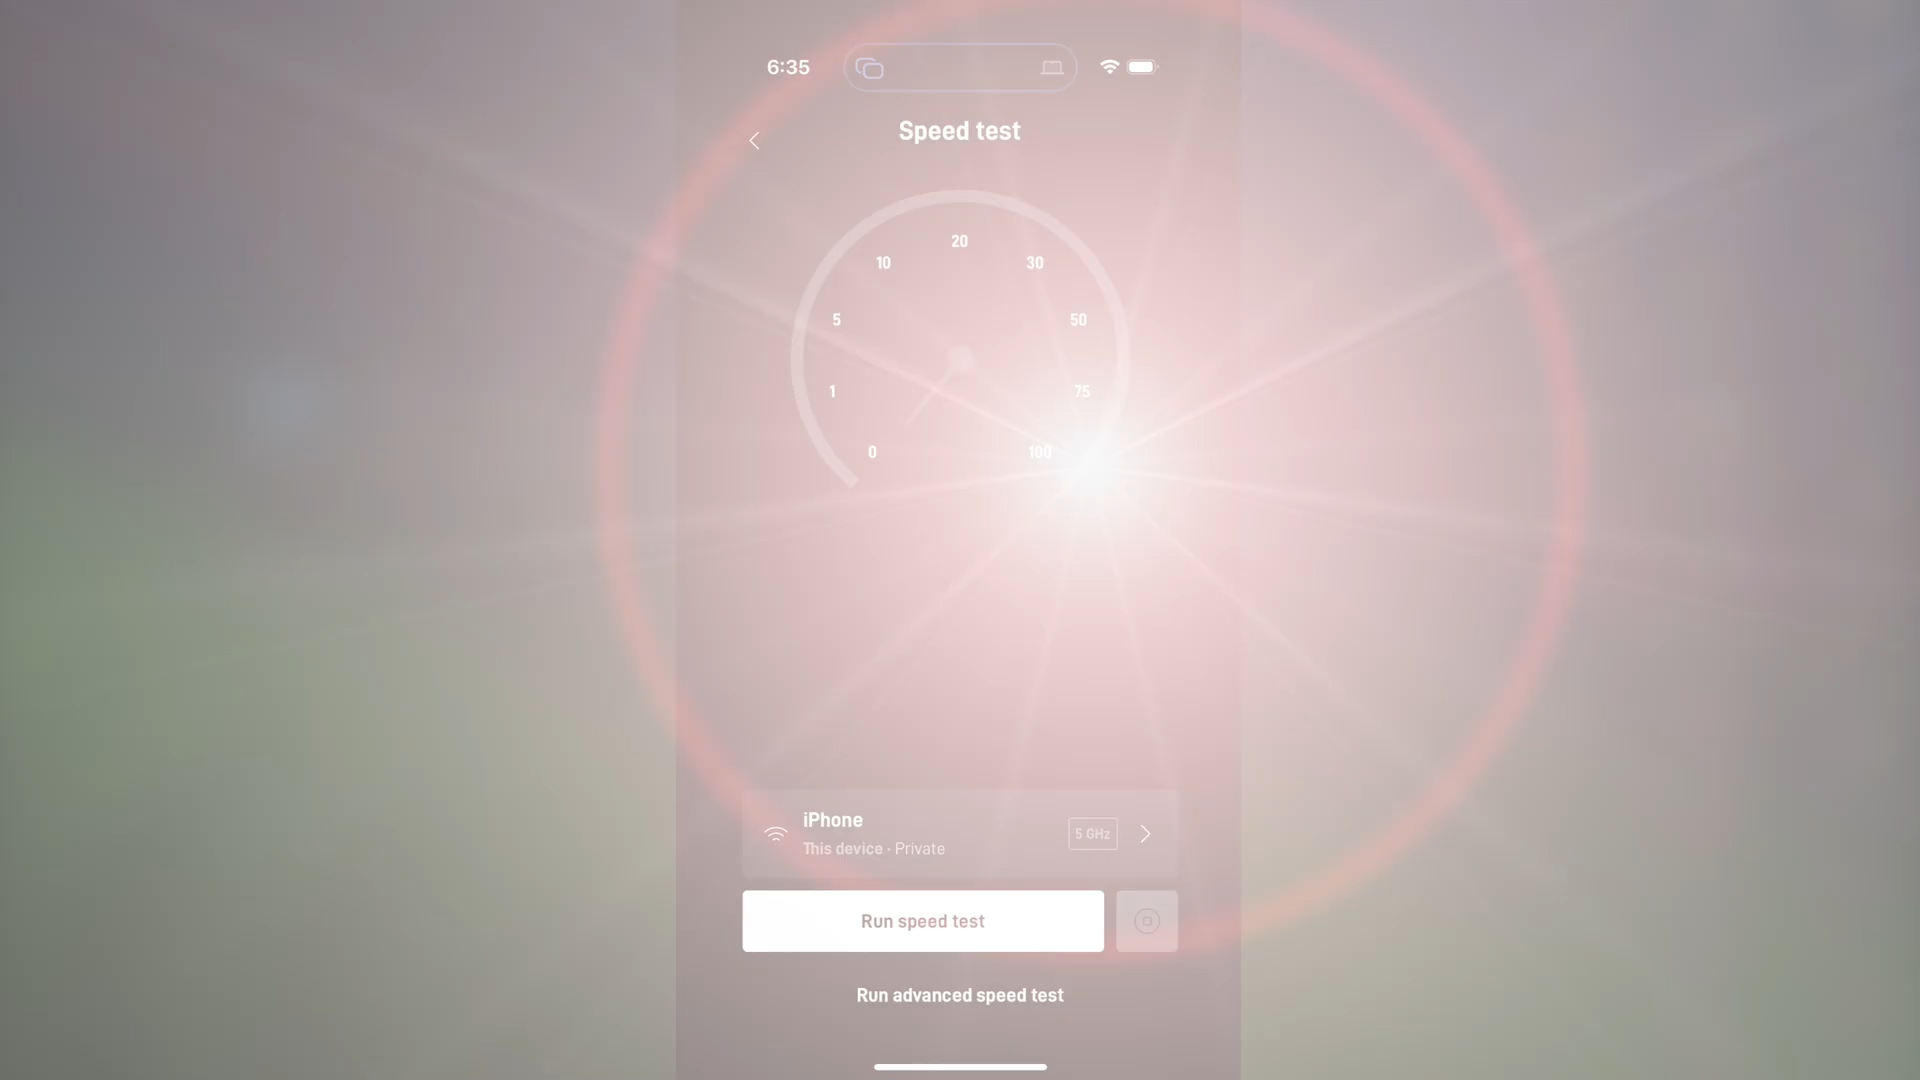 6:35
Speed test
20
10
30
5
50
1
75
0
100
iPhone
This device · Private
5 GHz
Run speed test
Run advanced speed test